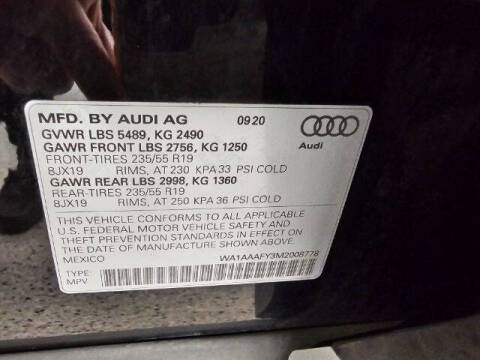 MFD. BY AUDI AG 09/20
GVWR LBS 5489, KG 2490
GAWR FRONT LBS 2756, KG 1250
FRONT-TIRES 235/55 R19
8JX19 RIMS, AT 230 KPA 33 PSI COLD
GAWR REAR LBS 2998, KG 1360
REAR-TIRES 235/55 R19
8JX19 RIMS, AT 250 KPA 36 PSI COLD
THIS VEHICLE CONFORMS TO ALL APPLICABLE
U.S. FEDERAL MOTOR VEHICLE SAFETY AND
THEFT PREVENTION STANDARDS IN EFFECT ON
THE DATE OF MANUFACTURE SHOWN ABOVE.
MEXICO WA1AAAFY3M2008778
TYPE:
MPV
Audi